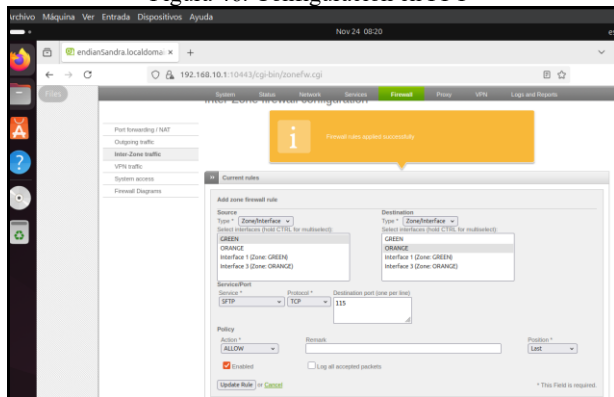 Archivo Máquina Ver Entrada Dispositivos Ayuda
Nov 24 08:20
es
endianSandra.localdomai × +
192.168.10.1:10443/cgi-bin/zonefw.cgi
Files
System Status Network Services Firewall Proxy VPN Logs and Reports
Inter-Zone firewall configuration
Port forwarding / NAT
Outgoing traffic
Inter-Zone traffic
VPN traffic
System access
Firewall Diagrams
Firewall rules applied successfully
Current rules
Add zone firewall rule
Source Destination
Type * Zone/Interface Type * Zone/Interface
Select interfaces (hold CTRL for multiselect) Select interfaces (hold CTRL for multiselect)
GREEN GREEN
ORANGE ORANGE
Interface 1 (Zone: GREEN) Interface 1 (Zone: GREEN)
Interface 3 (Zone: ORANGE) Interface 3 (Zone: ORANGE)
Service/Port
Service * Protocol * Destination port (one per line)
SFTP TCP 115
Policy
Action * Remark Position *
ALLOW Last
Enabled Log all accepted packets
Update Rule or Cancel * This Field is required.